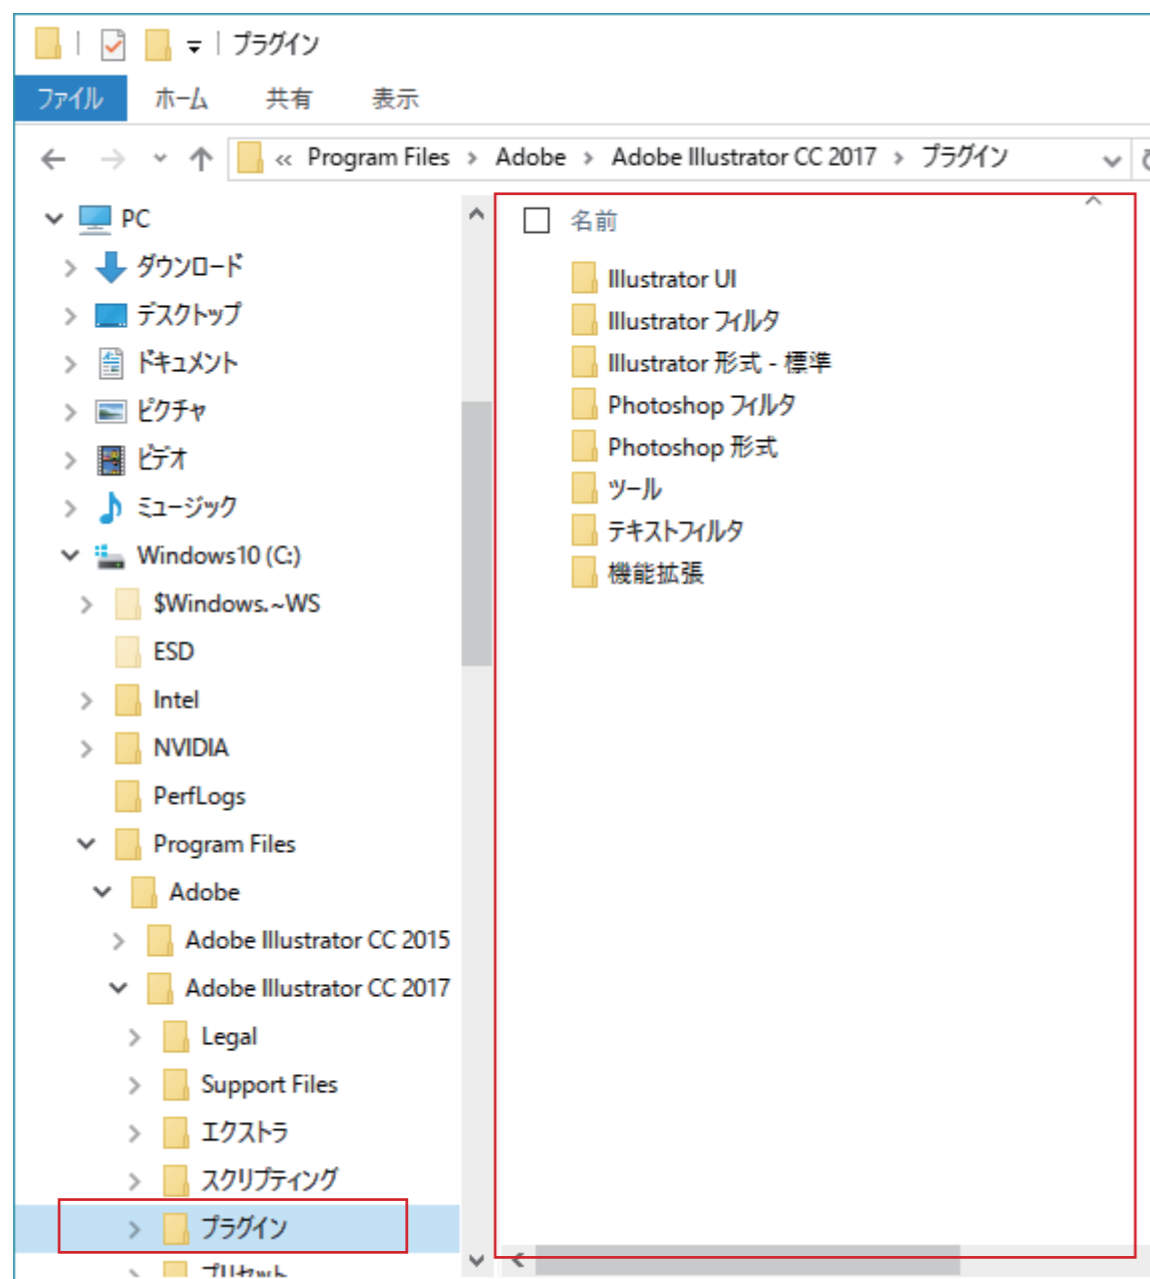 プラグイン
ファイル ホーム 共有 表示
« Program Files › Adobe › Adobe Illustrator CC 2017 › プラグイン
PC
ダウンロード
デスクトップ
ドキュメント
ピクチャ
ビデオ
ミュージック
Windows10 (C:)
$Windows.~WS
ESD
Intel
NVIDIA
PerfLogs
Program Files
Adobe
Adobe Illustrator CC 2015
Adobe Illustrator CC 2017
Legal
Support Files
エクストラ
スクリプティング
プラグイン
プリセット
名前
Illustrator UI
Illustrator フィルタ
Illustrator 形式 - 標準
Photoshop フィルタ
Photoshop 形式
ツール
テキストフィルタ
機能拡張